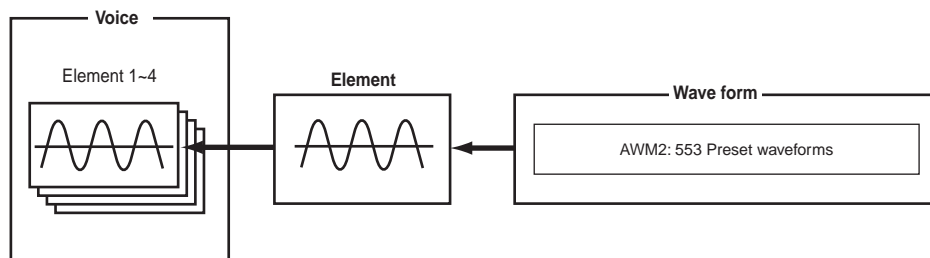 Voice
Element 1~4
Element
Wave form
AWM2: 553 Preset waveforms